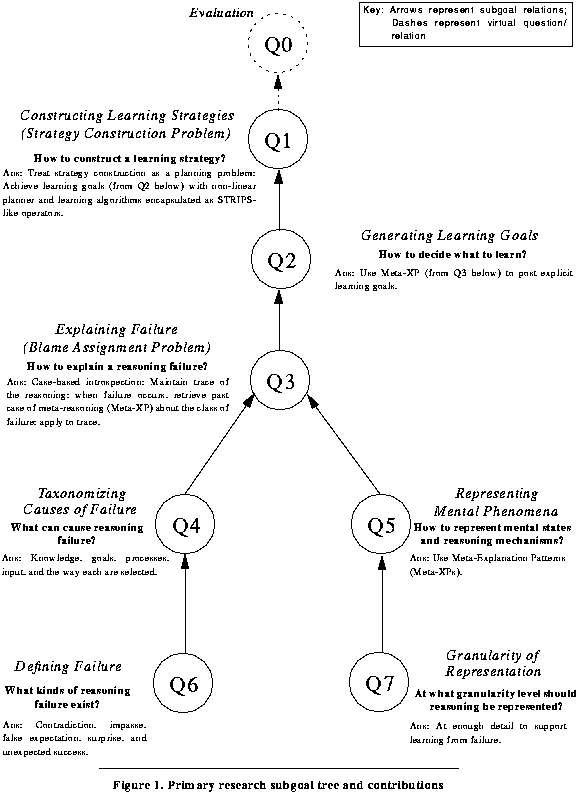 Evaluation
Key: Arrows represent subgoal relations;
Dashes represent virtual question/
relation
Q0
Constructing Learning Strategies
(Strategy Construction Problem)
Q1
How to construct a learning strategy?
Ans: Treat strategy construction as a planning problem:
Achieve learning goals (from Q2 below) with non-linear
planner and learning algorithms encapsulated as STRIPS-
like operators.
Q2
Generating Learning Goals
How to decide what to learn?
Ans: Use Meta-XP (from Q3 below) to post explicit
learning goals.
Explaining Failure
(Blame Assignment Problem)
How to explain a reasoning failure?
Ans: Case-based introspection: Maintain trace
of the reasoning; when failure occurs, retrieve past
case of meta-reasoning (Meta-XP) about the class of
failure; apply to trace.
Q3
Taxonomizing
Causes of Failure
What can cause reasoning
failure?
Ans: Knowledge, goals, processes,
input, and the way each are selected.
Q4
Q5
Representing
Mental Phenomena
How to represent mental states
and reasoning mechanisms?
Ans: Use Meta-Explanation Patterns
(Meta-XPs).
Defining Failure
What kinds of reasoning
failure exist?
Ans: Contradiction, impasse,
false expectation, surprise, and
unexpected success.
Q6
Q7
Granularity of
Representation
At what granularity level should
reasoning be represented?
Ans: At enough detail to support
learning from failure.
Figure 1. Primary research subgoal tree and contributions